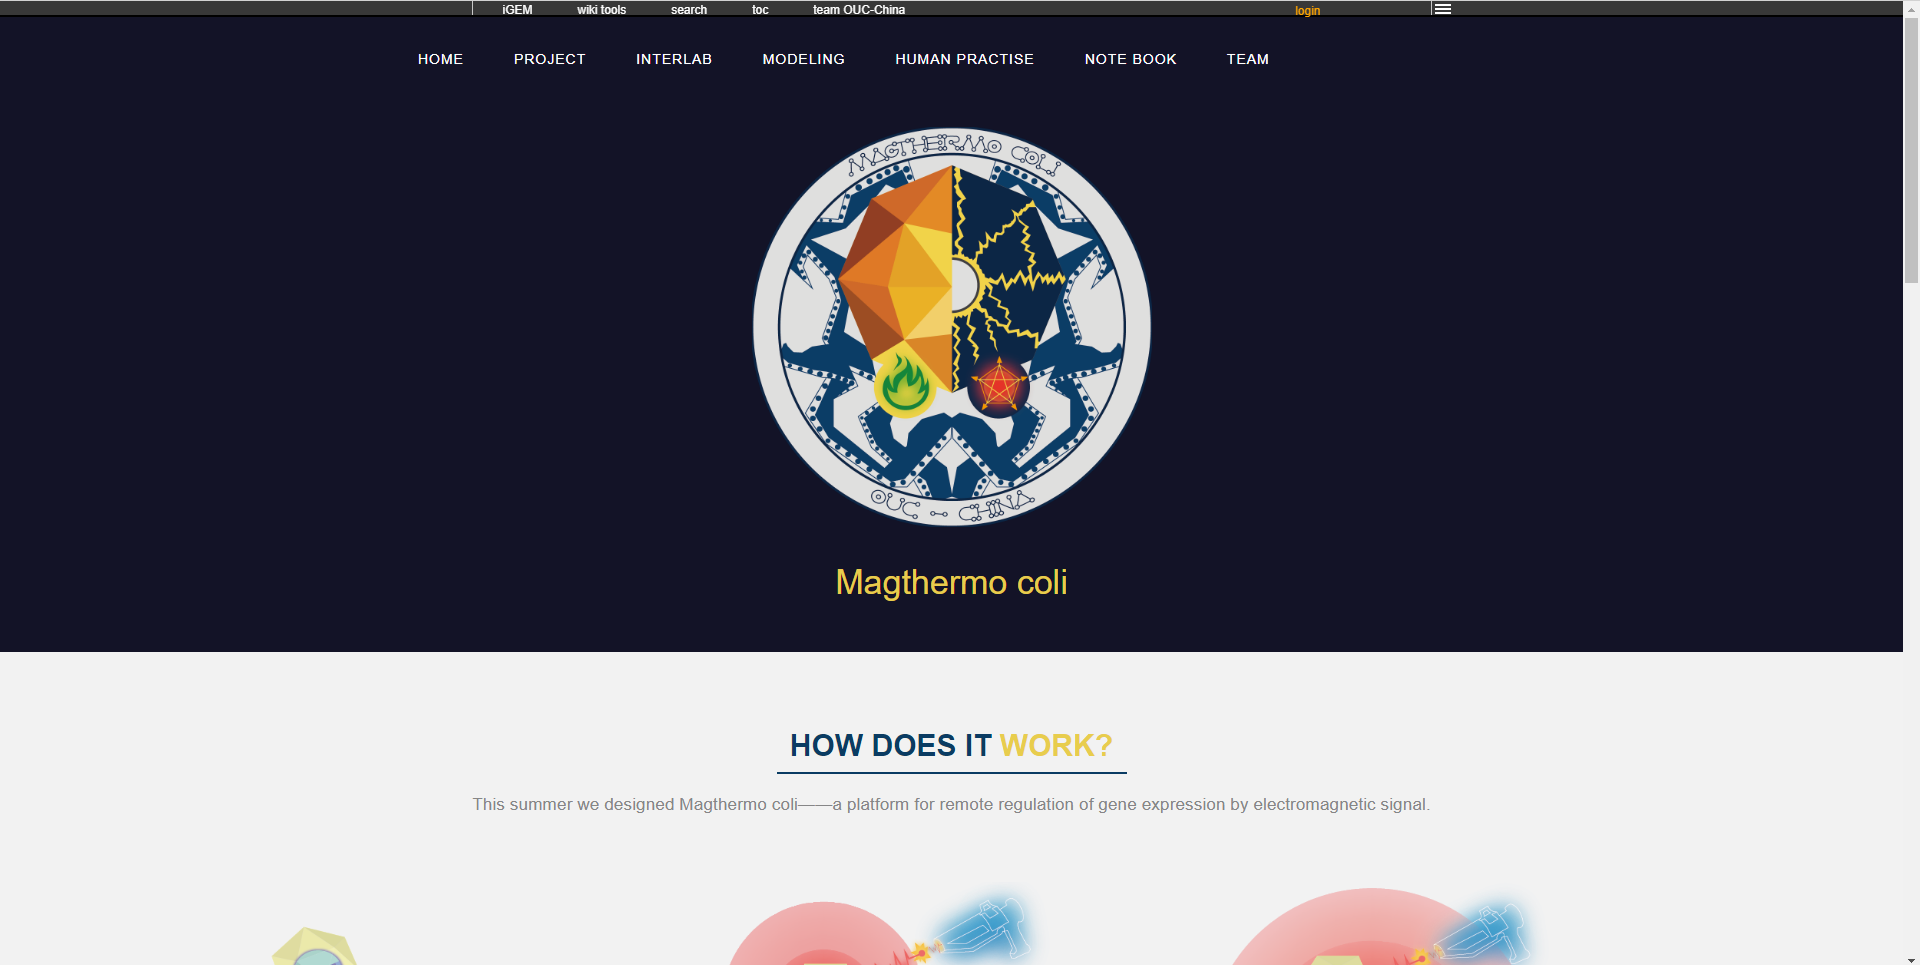 iGEM wiki tools search toc team OUC-China login
HOME PROJECT INTERLAB MODELING HUMAN PRACTISE NOTE BOOK TEAM
MAGTHERMO COLI
OUC - CHINA
Magthermo coli
HOW DOES IT WORK?
This summer we designed Magthermo coli——a platform for remote regulation of gene expression by electromagnetic signal.